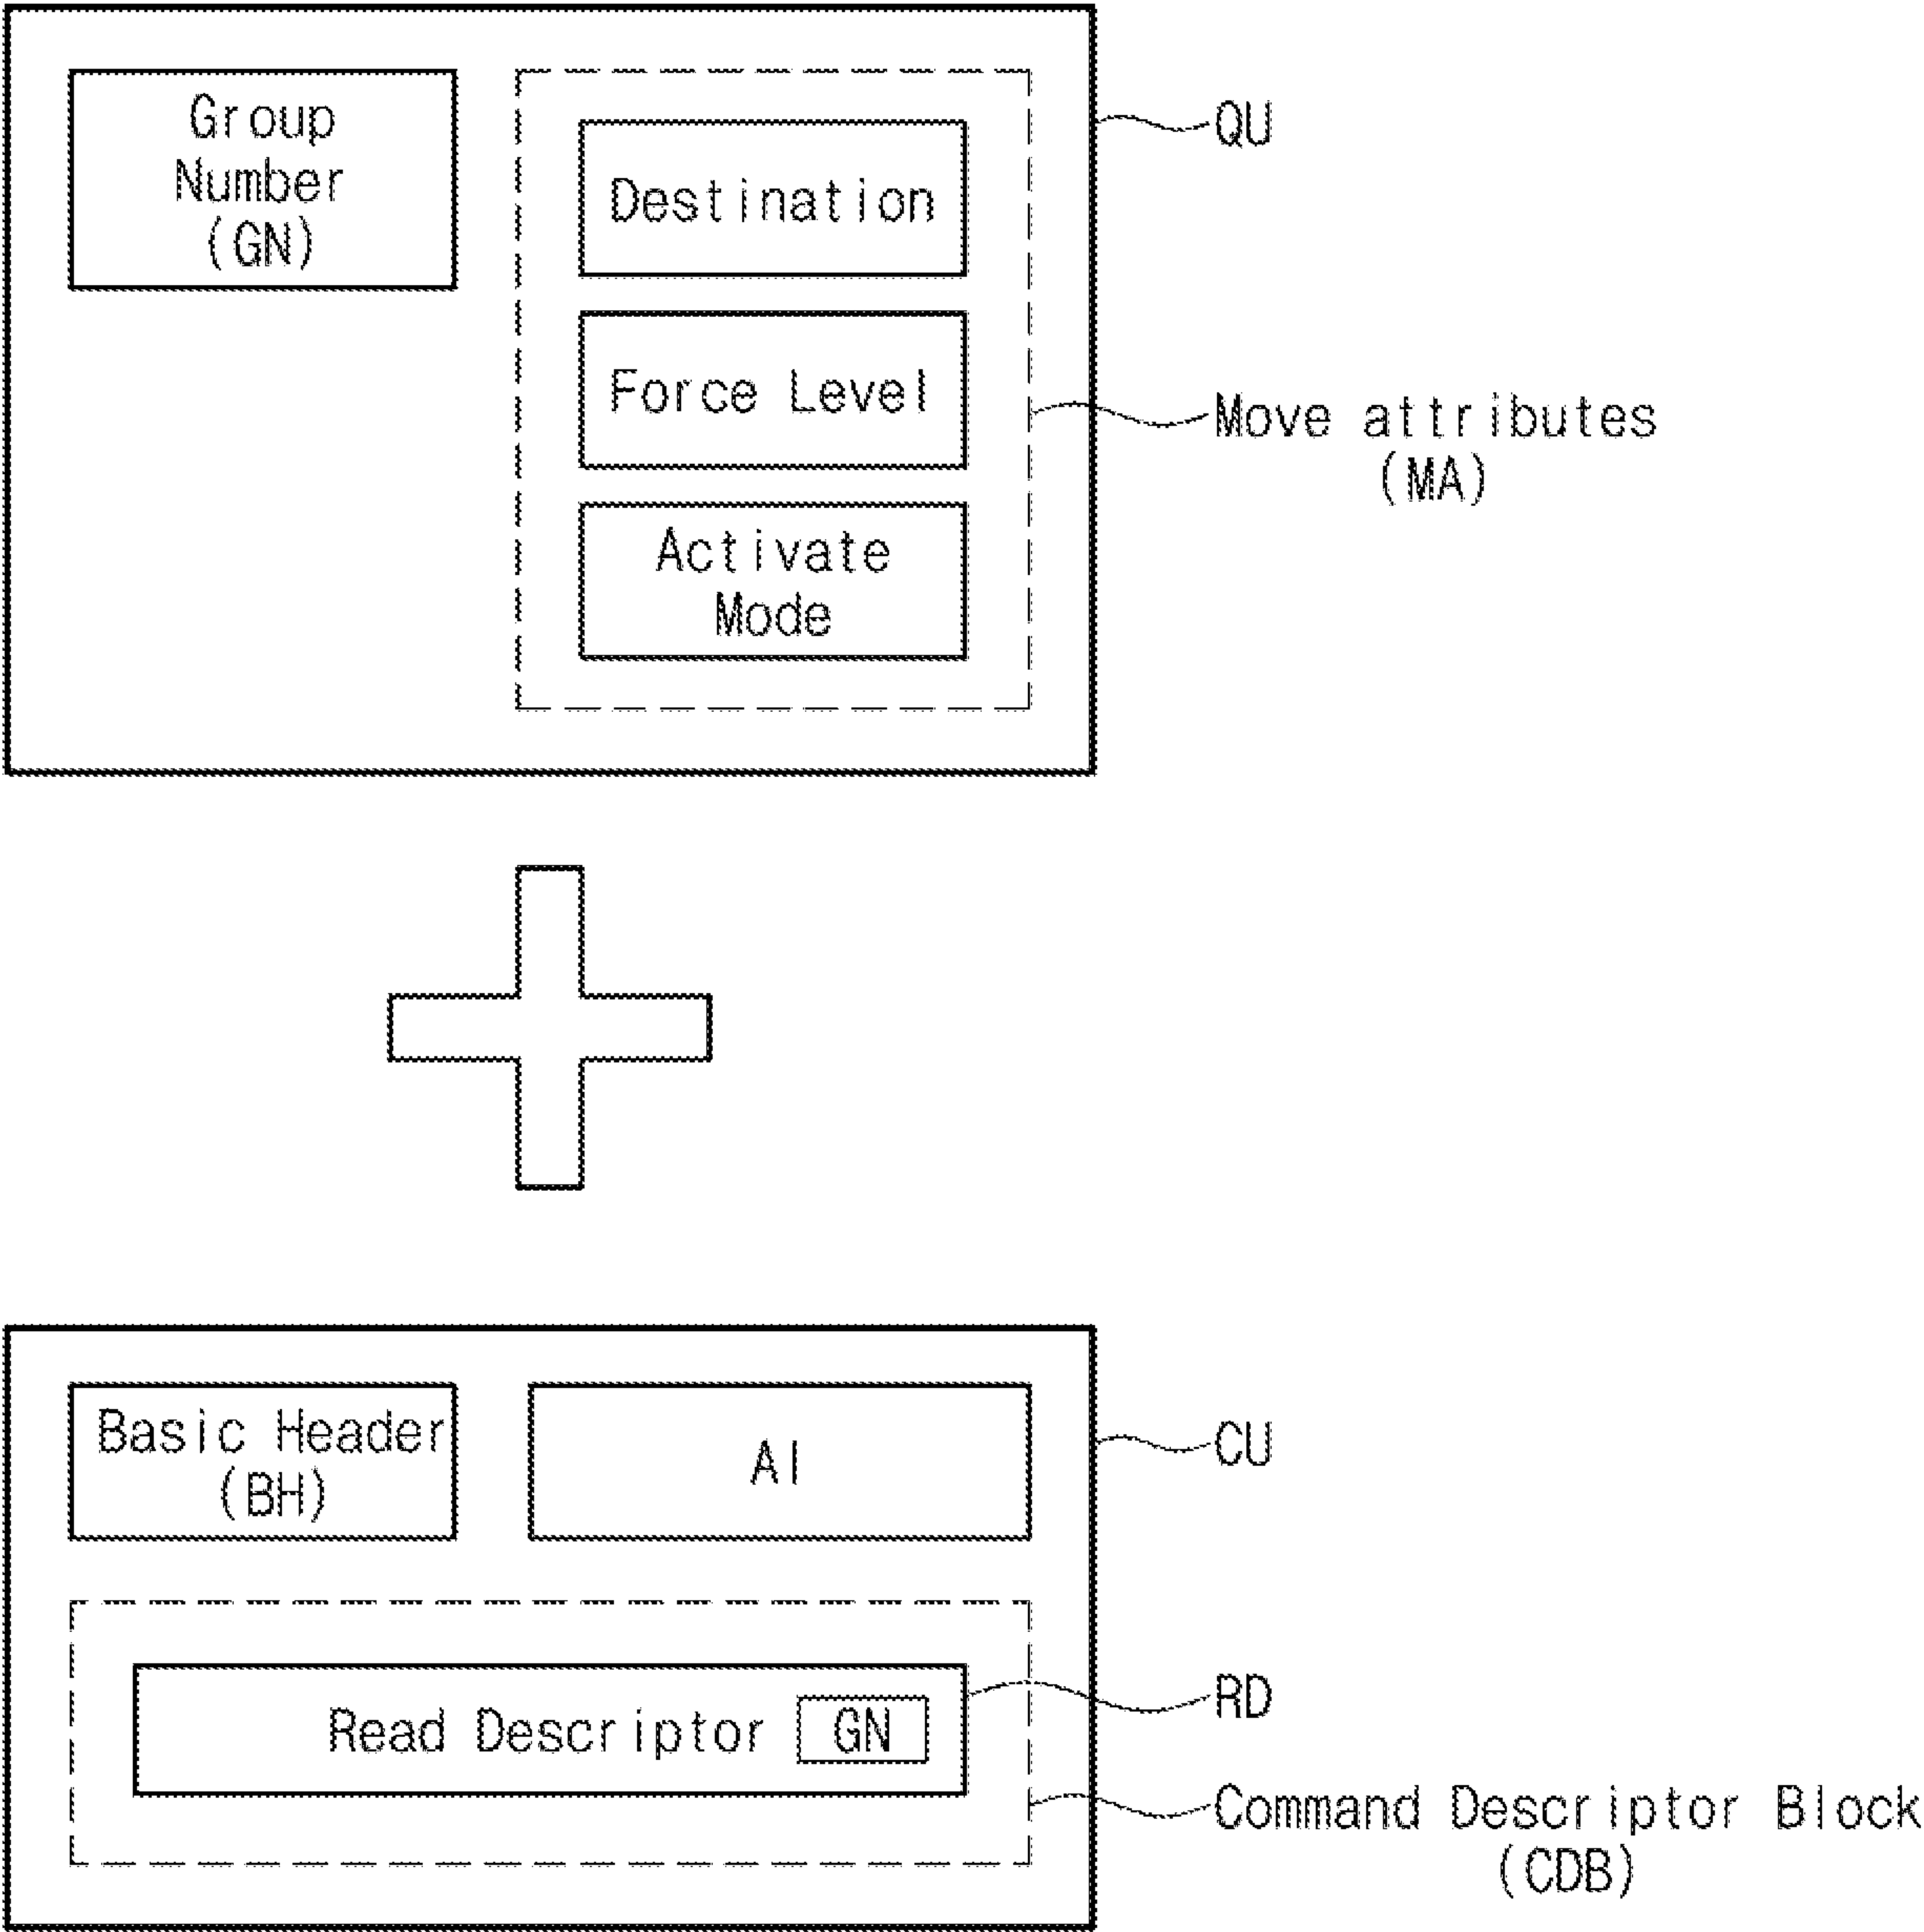 Group
Number
(GN)
Destination
Force Level
Activate
Mode
QU
Move attributes
(MA)
Basic Header
(BH)
AI
CU
Read Descriptor GN
RD
Command Descriptor Block
(CDB)